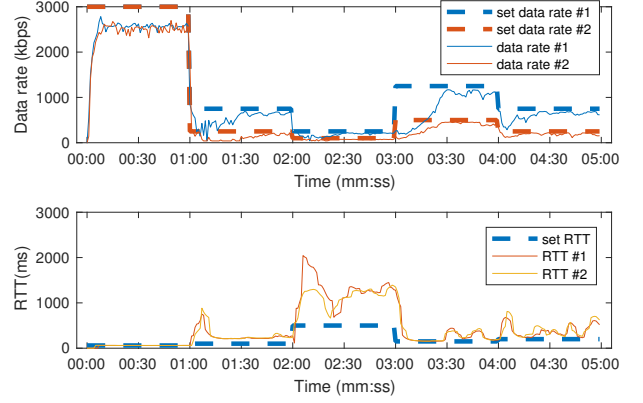 3000
2000
1000
0
Data rate (kbps)
set data rate #1
set data rate #2
data rate #1
data rate #2
00:00 00:30 01:00 01:30 02:00 02:30 03:00 03:30 04:00 04:30 05:00
Time (mm:ss)
3000
2000
1000
0
RTT(ms)
set RTT
RTT #1
RTT #2
00:00 00:30 01:00 01:30 02:00 02:30 03:00 03:30 04:00 04:30 05:00
Time (mm:ss)